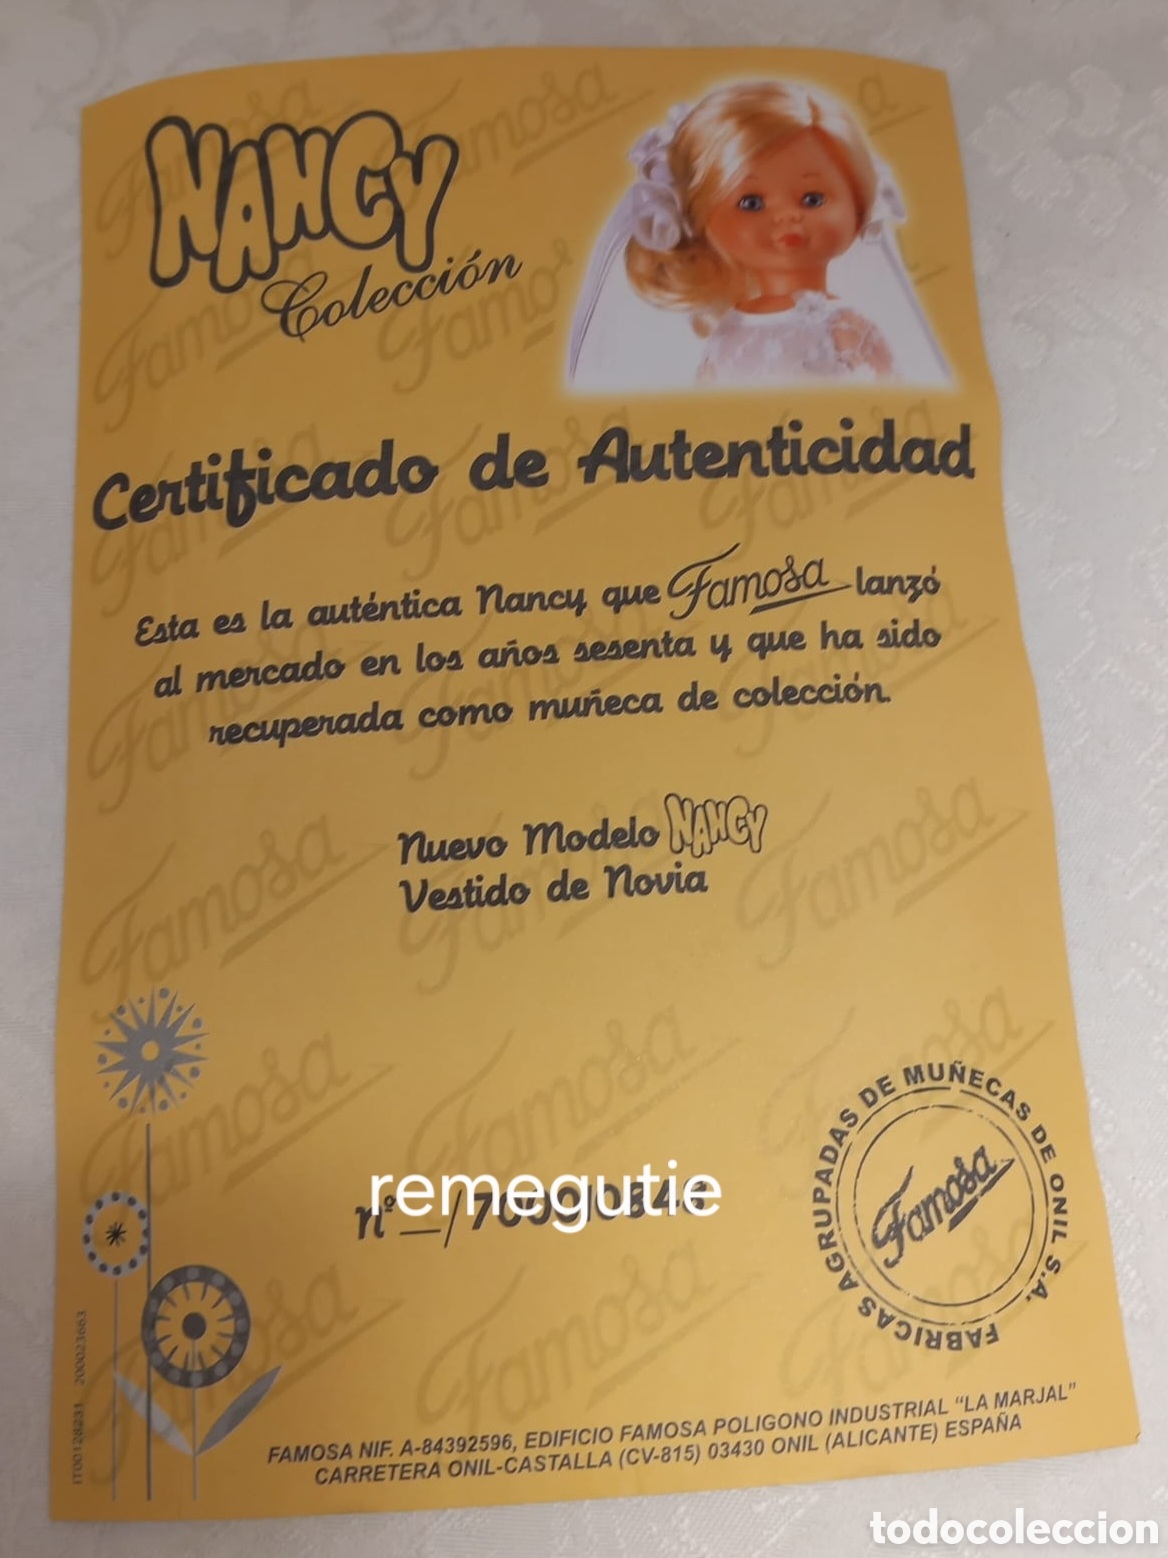 NANCY
Colección
Certificado de Autenticidad
Esta es la auténtica Nancy que Famosa lanzó
al mercado en los años sesenta y que ha sido
recuperada como muñeca de colección.
Nuevo Modelo NANCY
Vestido de Novia
remegutie
nº
FABRICAS AGRUPADAS DE MUÑECAS DE ONIL S.A.
Famosa
IT00128231 200023663
FAMOSA NIF. A-84392596, EDIFICIO FAMOSA POLIGONO INDUSTRIAL "LA MARJAL"
CARRETERA ONIL-CASTALLA (CV-815) 03430 ONIL (ALICANTE) ESPAÑA
todocoleccion